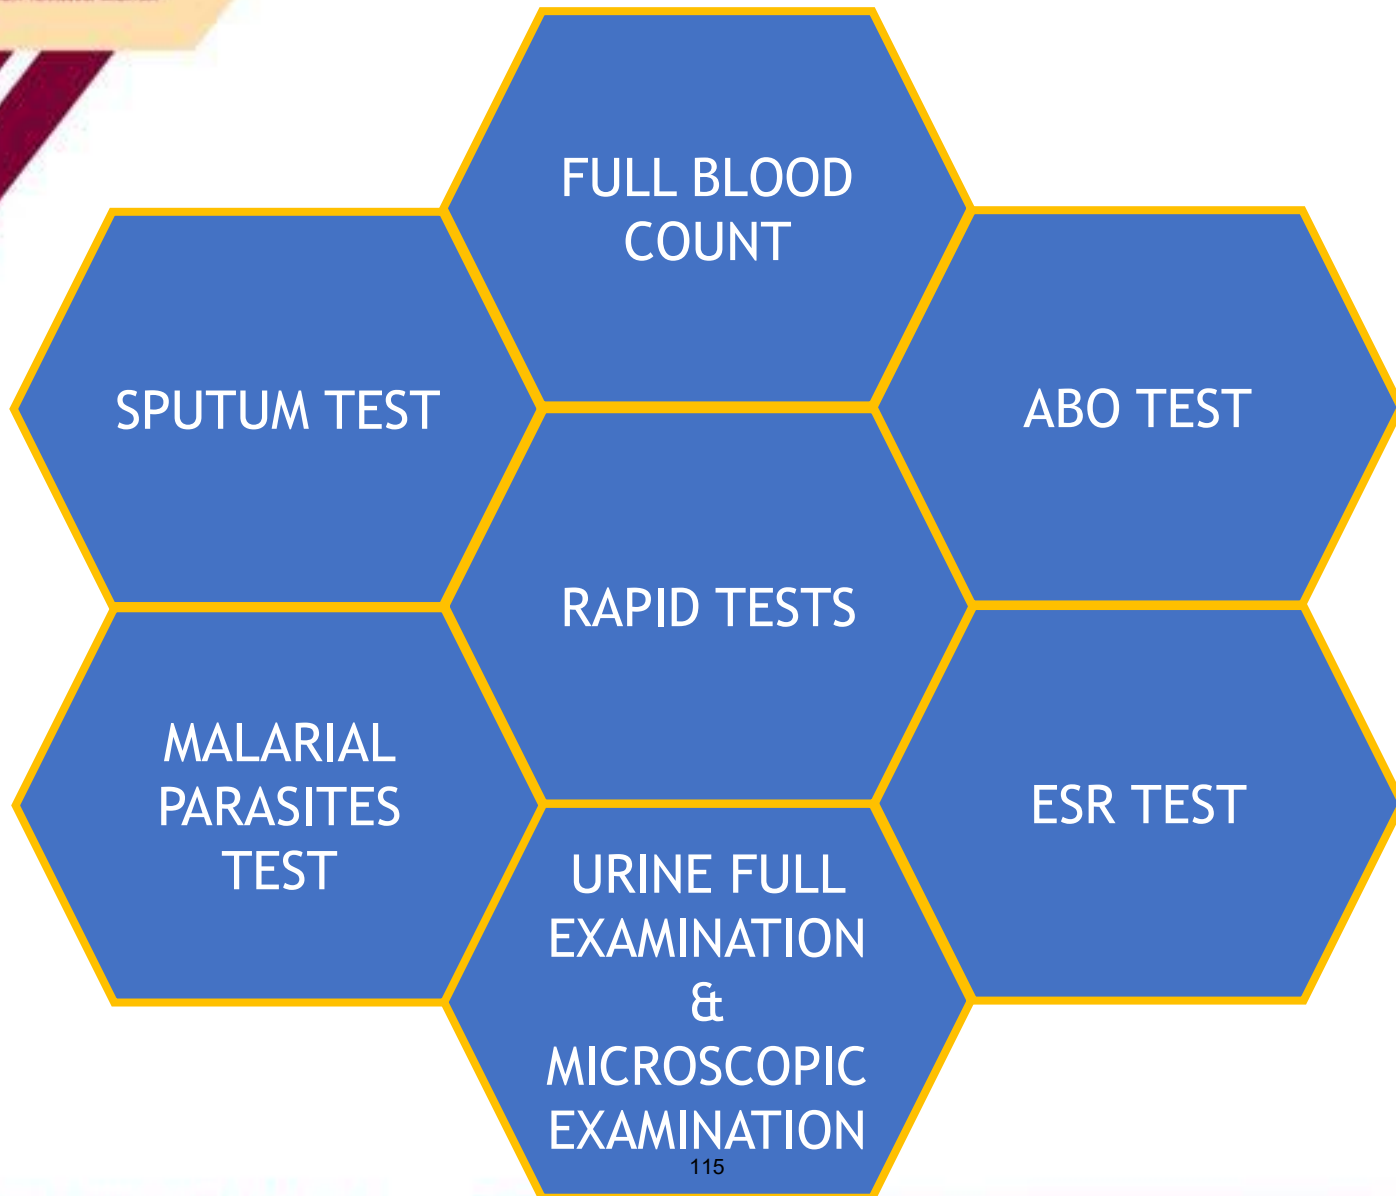 FULL BLOOD
COUNT
SPUTUM TEST
ABO TEST
RAPID TESTS
MALARIAL
PARASITES
TEST
ESR TEST
URINE FULL
EXAMINATION
&
MICROSCOPIC
EXAMINATION
115